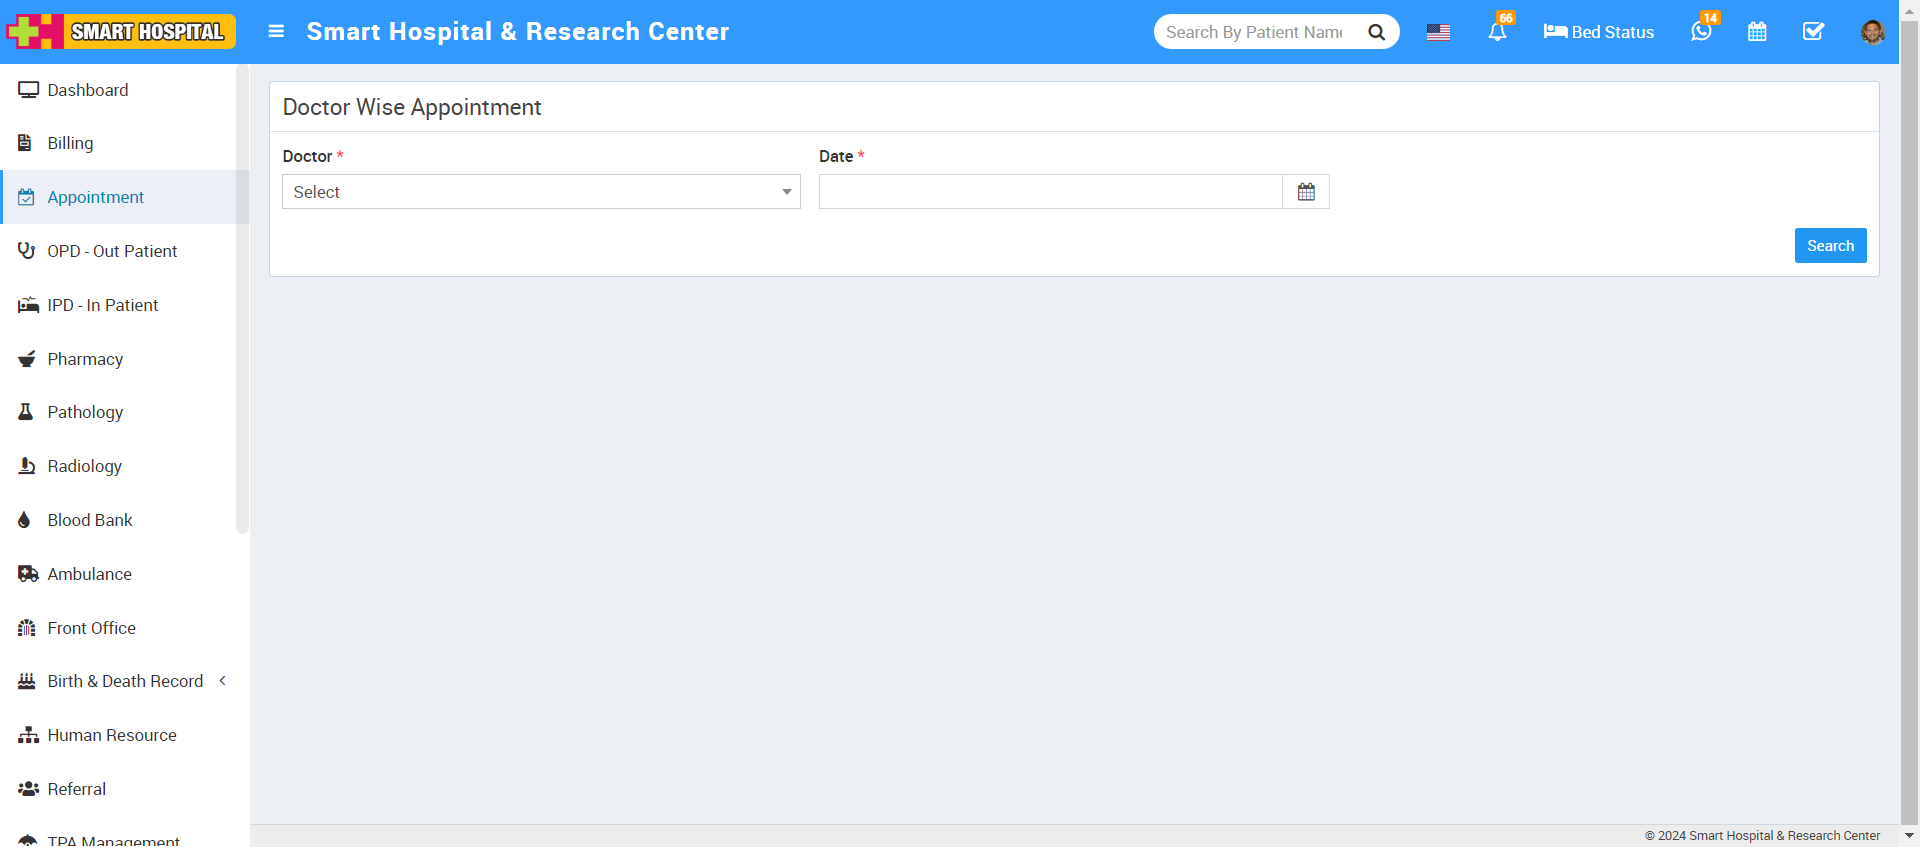 SMART HOSPITAL
Smart Hospital & Research Center
Search By Patient Name
66
Bed Status
14
Dashboard
Billing
Appointment
OPD - Out Patient
IPD - In Patient
Pharmacy
Pathology
Radiology
Blood Bank
Ambulance
Front Office
Birth & Death Record
Human Resource
Referral
TPA Management
Doctor Wise Appointment
Doctor *
Date *
Select
Search
© 2024 Smart Hospital & Research Center